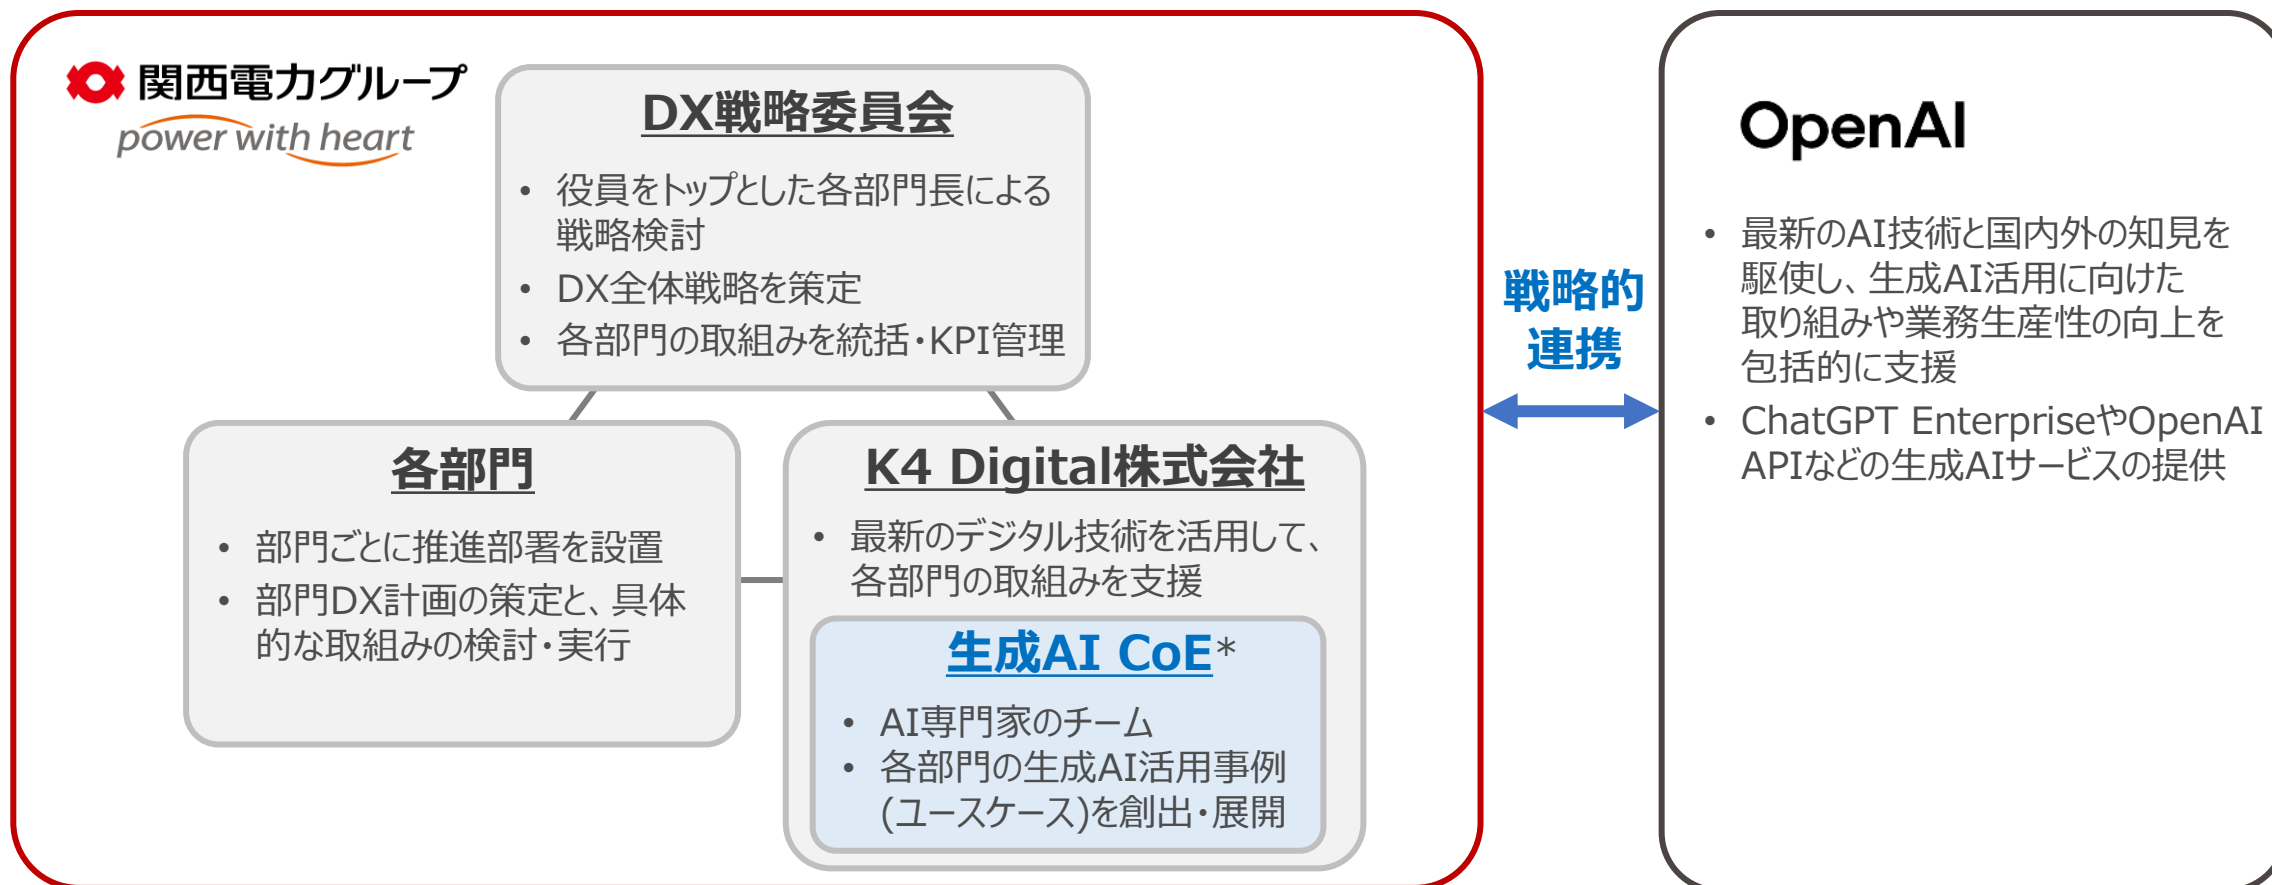 関西電力グループ
power with heart
DX戦略委員会
• 役員をトップとした各部門長による
戦略検討
• DX全体戦略を策定
• 各部門の取組みを統括・KPI管理
各部門
• 部門ごとに推進部署を設置
• 部門DX計画の策定と、具体
的な取組みの検討・実行
K4 Digital株式会社
• 最新のデジタル技術を活用して、
各部門の取組みを支援
生成AI CoE*
• AI専門家のチーム
• 各部門の生成AI活用事例
(ユースケース)を創出・展開
戦略的
連携
OpenAI
• 最新のAI技術と国内外の知見を
駆使し、生成AI活用に向けた
取り組みや業務生産性の向上を
包括的に支援
• ChatGPT EnterpriseやOpenAI
APIなどの生成AIサービスの提供